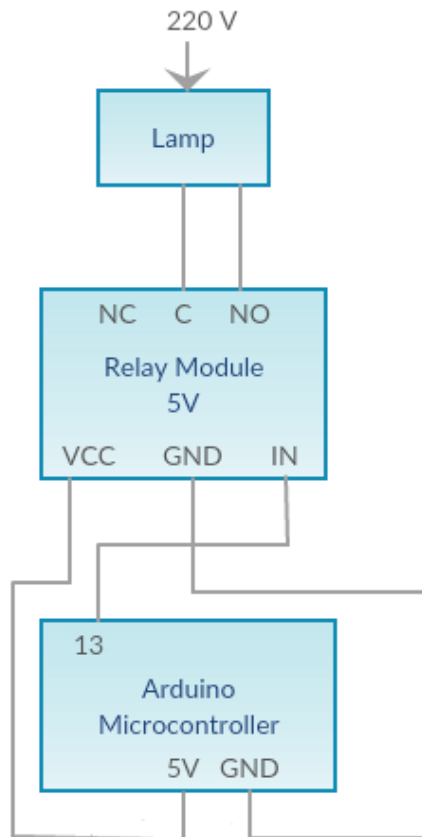 220 V
Lamp
NC C NO
Relay Module
5V
VCC GND IN
13
Arduino
Microcontroller
5V GND